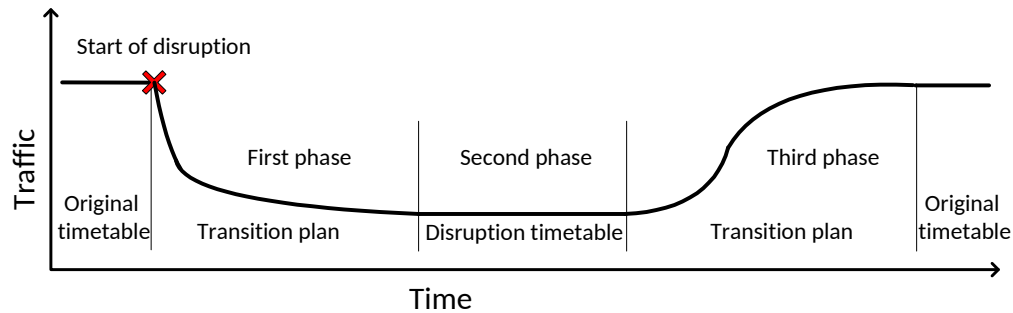 Start of disruption
Traffic
First phase
Second phase
Third phase
Original
timetable
Transition plan
Disruption timetable
Transition plan
Original
timetable
Time